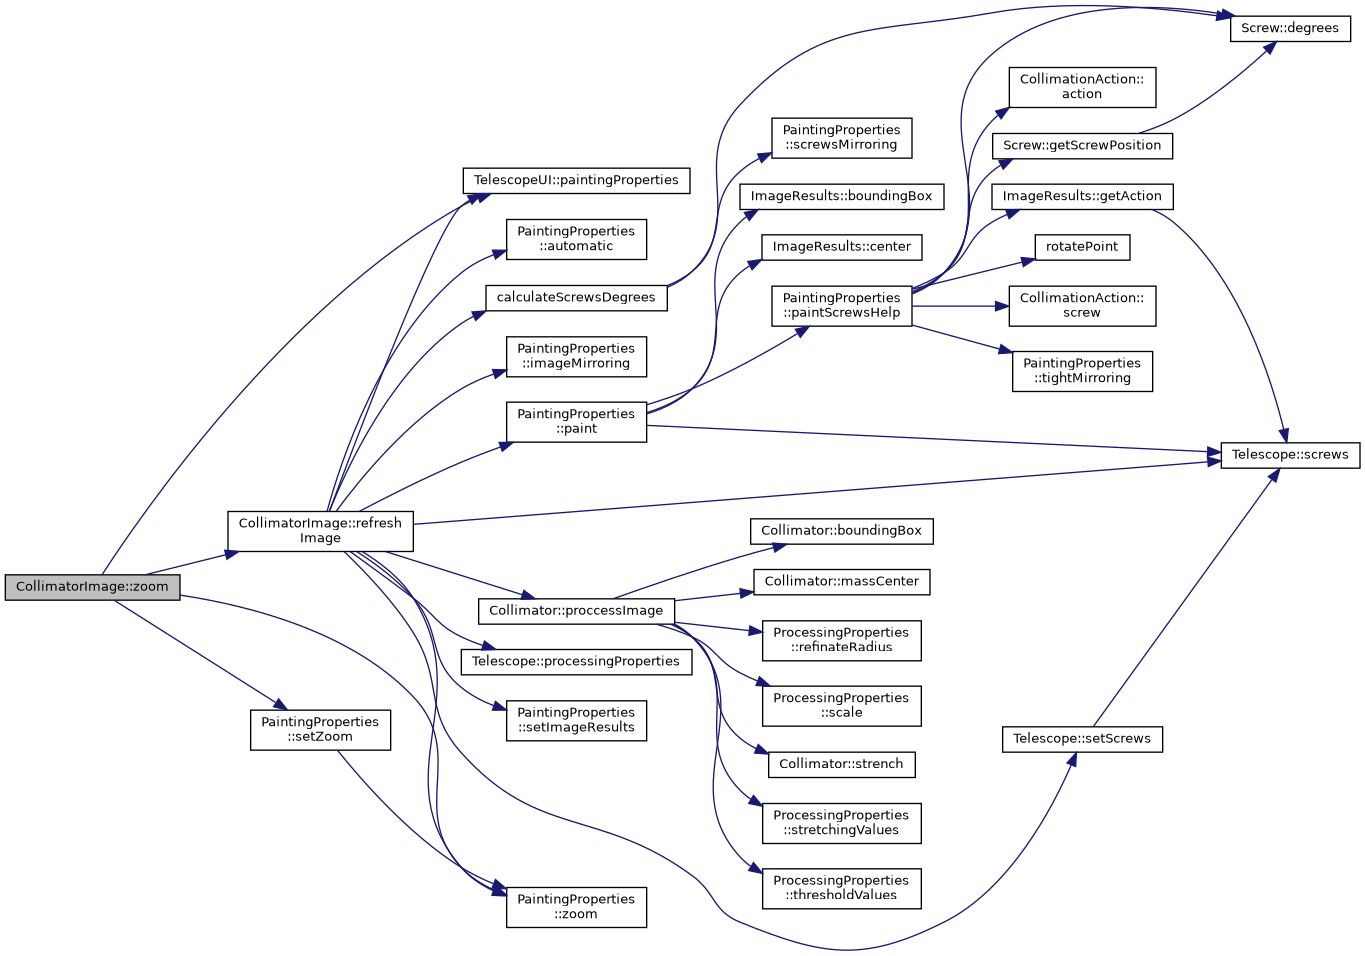 CollimatorImage::zoom
CollimatorImage::refresh
Image
PaintingProperties
::setZoom
TelescopeUI::paintingProperties
PaintingProperties
::automatic
calculateScrewsDegrees
PaintingProperties
::imageMirroring
PaintingProperties
::paint
Collimator::proccessImage
Telescope::processingProperties
PaintingProperties
::setImageResults
PaintingProperties
::zoom
PaintingProperties
::screwsMirroring
ImageResults::boundingBox
ImageResults::center
PaintingProperties
::paintScrewsHelp
Collimator::boundingBox
Collimator::massCenter
ProcessingProperties
::refinateRadius
ProcessingProperties
::scale
Collimator::strench
ProcessingProperties
::stretchingValues
ProcessingProperties
::thresholdValues
CollimationAction::
action
Screw::getScrewPosition
ImageResults::getAction
rotatePoint
CollimationAction::
screw
PaintingProperties
::tightMirroring
Telescope::setScrews
Screw::degrees
Telescope::screws